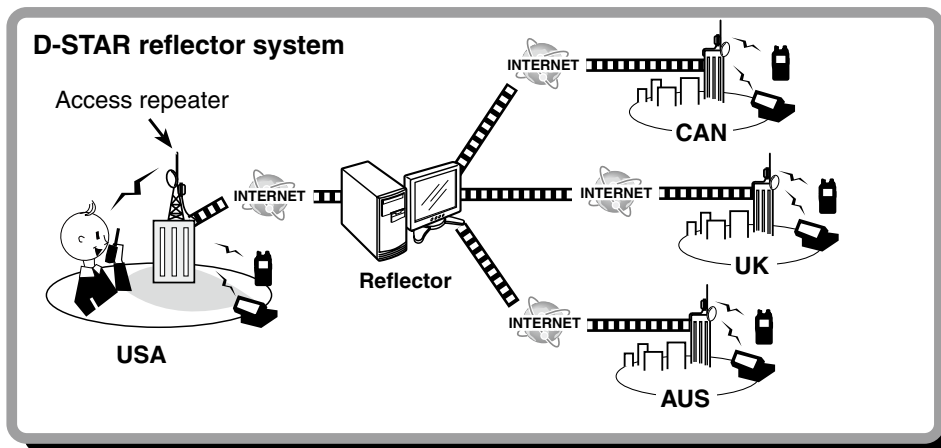 D-STAR reflector system
Access repeater
INTERNET
Reflector
USA
INTERNET
CAN
INTERNET
UK
INTERNET
AUS